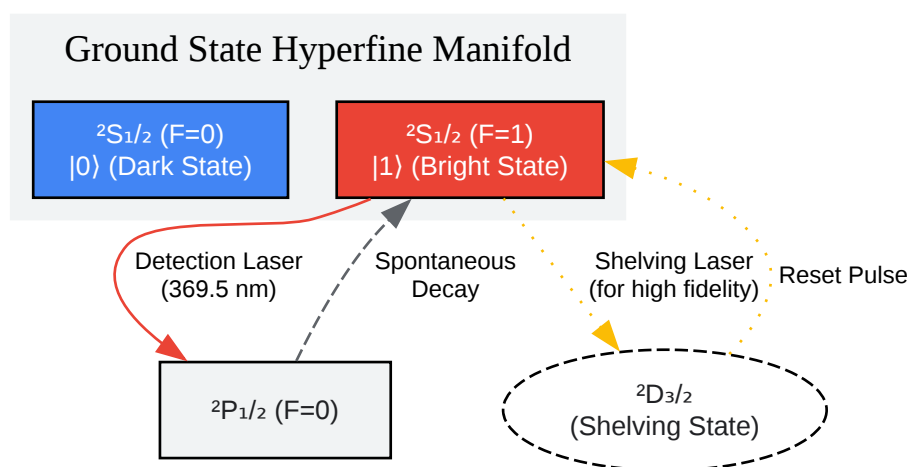 Ground State Hyperfine Manifold
²S₁/₂ (F=0)
|0⟩ (Dark State)
²S₁/₂ (F=1)
|1⟩ (Bright State)
Detection Laser
(369.5 nm)
Spontaneous
Decay
Shelving Laser
(for high fidelity)
Reset Pulse
²P₁/₂ (F=0)
²D₃/₂
(Shelving State)